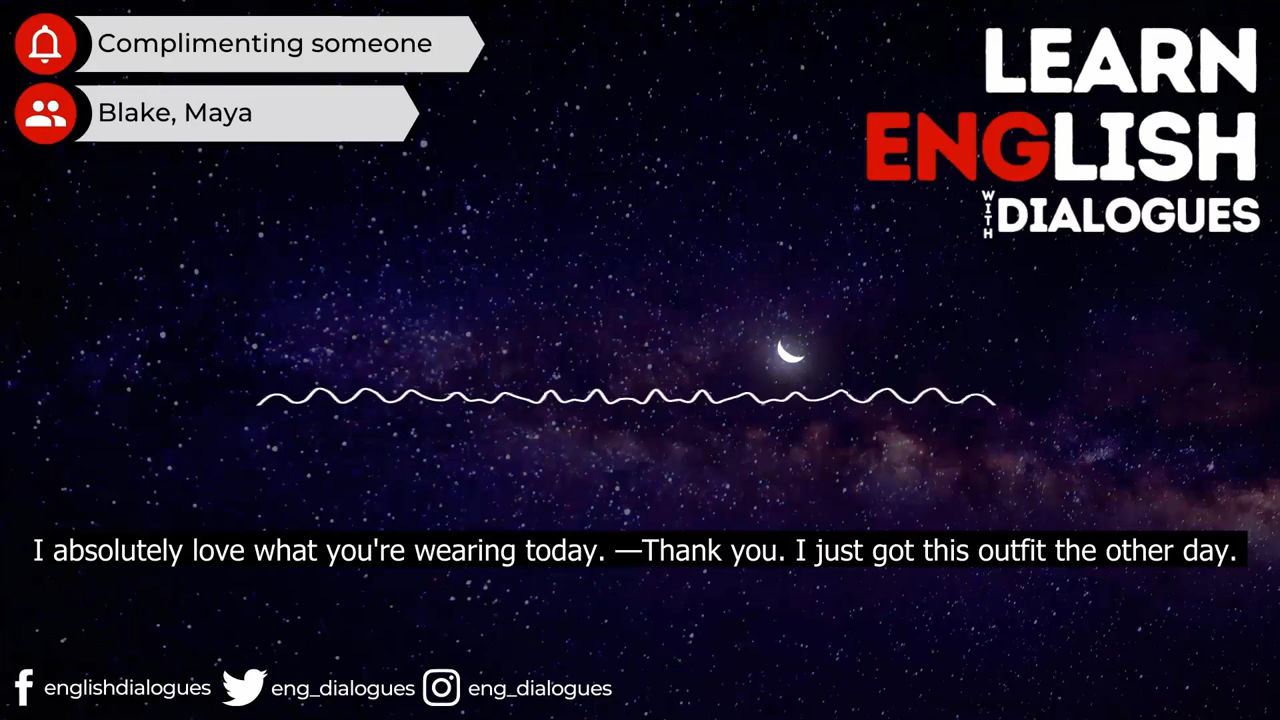 Complimenting someone
Blake, Maya
LEARN
ENGLISH
WITH DIALOGUES
I absolutely love what you're wearing today. —Thank you. I just got this outfit the other day.
englishdialogues eng_dialogues eng_dialogues